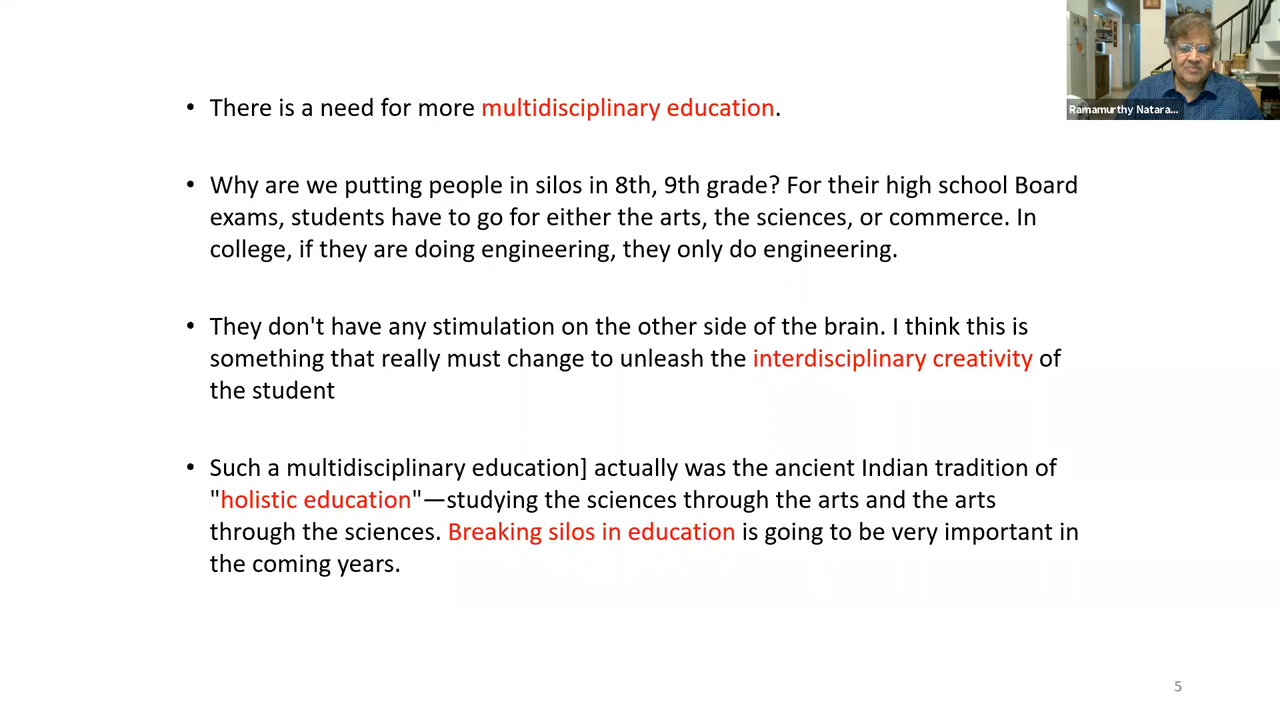 Ramamurthy Natara...
• There is a need for more multidisciplinary education.
• Why are we putting people in silos in 8th, 9th grade? For their high school Board
exams, students have to go for either the arts, the sciences, or commerce. In
college, if they are doing engineering, they only do engineering.
• They don't have any stimulation on the other side of the brain. I think this is
something that really must change to unleash the interdisciplinary creativity of
the student
• Such a multidisciplinary education] actually was the ancient Indian tradition of
"holistic education"—studying the sciences through the arts and the arts
through the sciences. Breaking silos in education is going to be very important in
the coming years.
5